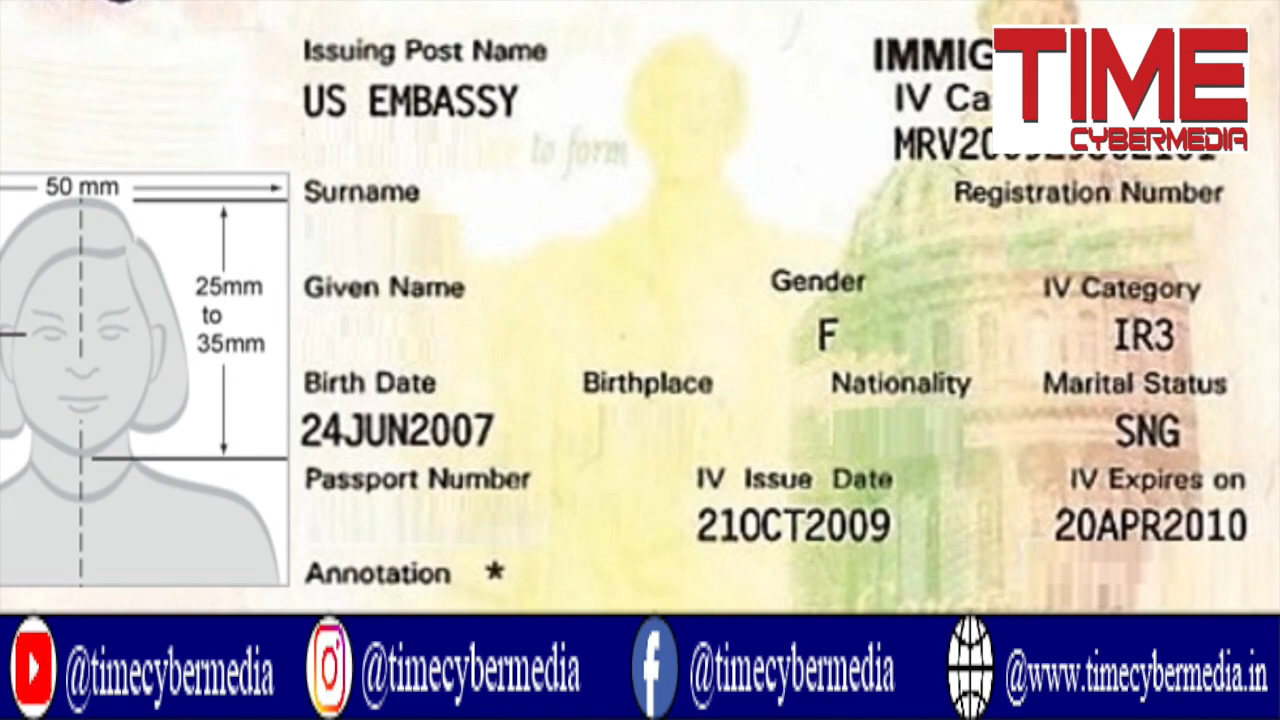 Issuing Post Name
US EMBASSY
IMMIG
IV Ca
TIME
CYBERMEDIA
50 mm
Surname
Registration Number
25mm
to
35mm
Given Name
Gender
IV Category
F
IR3
Birth Date
Birthplace
Nationality
Marital Status
24JUN2007
SNG
Passport Number
IV Issue Date
IV Expires on
21OCT2009
20APR2010
Annotation *
@timecybermedia
@timecybermedia
@timecybermedia
@www.timecybermedia.in
to form